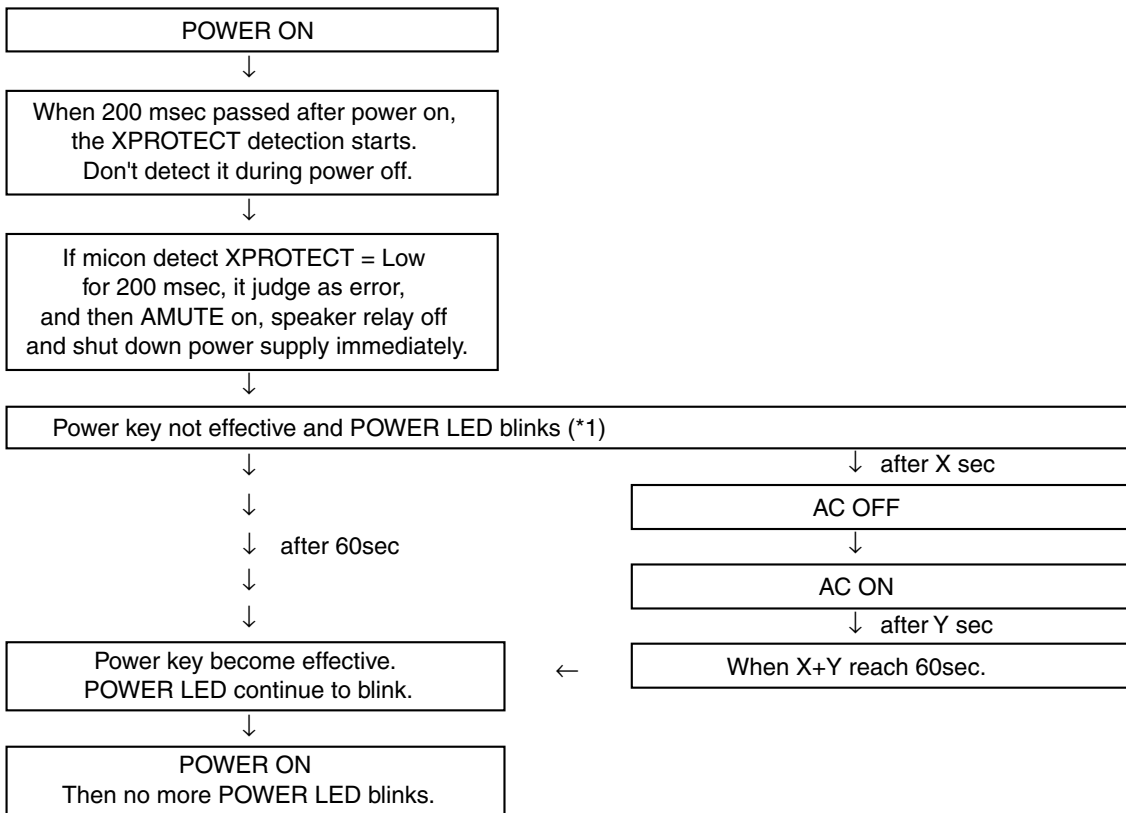 POWER ON
↓
When 200 msec passed after power on,
the XPROTECT detection starts.
Don't detect it during power off.
↓
If micon detect XPROTECT = Low
for 200 msec, it judge as error,
and then AMUTE on, speaker relay off
and shut down power supply immediately.
↓
Power key not effective and POWER LED blinks (*1)
↓
↓
↓ after 60sec
↓
↓
↓ after X sec
AC OFF
↓
AC ON
↓ after Y sec
When X+Y reach 60sec.
←
Power key become effective.
POWER LED continue to blink.
↓
POWER ON
Then no more POWER LED blinks.